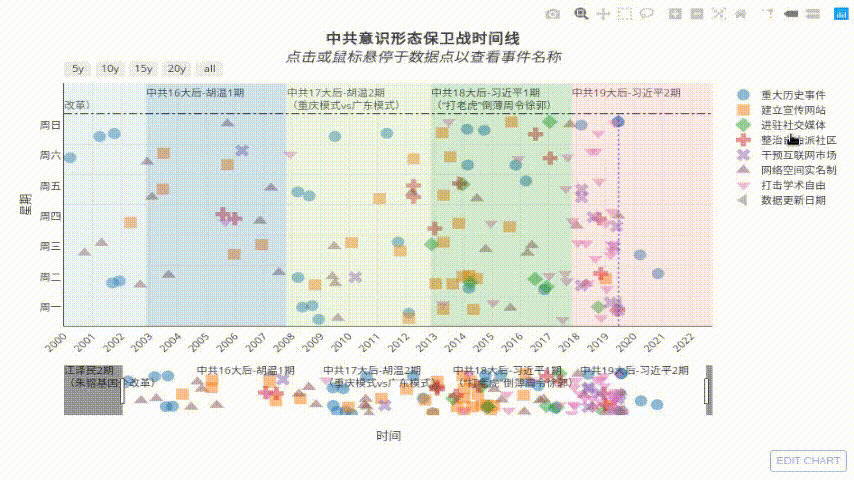 中共意识形态保卫战时间线
点击或鼠标悬停于数据点以查看事件名称
5y 10y 15y 20y all
中共16大后-胡温1期 中共17大后-胡温2期 中共18大后-习近平1期 中共19大后-习近平2期
改革） （重庆模式vs广东模式） （“打老虎”倒薄周令徐郭）
周日
周六
周五
周四
周三
周二
周一
星期
2000 2001 2002 2003 2004 2005 2006 2007 2008 2009 2010 2011 2012 2013 2014 2015 2016 2017 2018 2019 2020 2021 2022
江泽民2期 中共16大后-胡温1期 中共17大后-胡温2期 中共18大后-习近平1期 中共19大后-习近平2期
（朱镕基国企改革） （重庆模式vs广东模式） （“打老虎”倒薄周令徐郭）
时间
重大历史事件
建立宣传网站
进驻社交媒体
整治 派社区
干预互联网市场
网络空间实名制
打击学术自由
数据更新日期
EDIT CHART